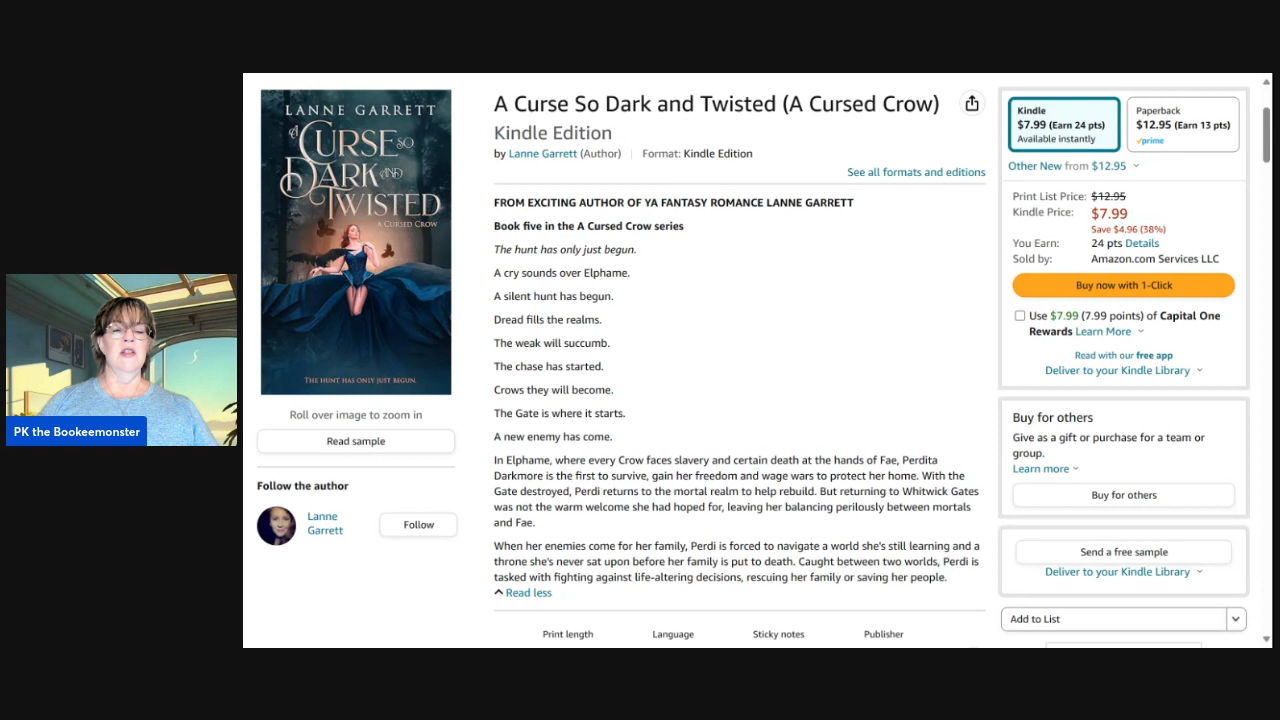 PK the Bookeemonster
LANNE GARRETT
A
CURSE SO
DARK AND
TWISTED
A CURSED CROW
THE HUNT HAS ONLY JUST BEGUN
Roll over image to zoom in
Read sample
Follow the author
Lanne
Garrett
Follow
A Curse So Dark and Twisted (A Cursed Crow)
Kindle Edition
by Lanne Garrett (Author) Format: Kindle Edition
See all formats and editions
FROM EXCITING AUTHOR OF YA FANTASY ROMANCE LANNE GARRETT
Book five in the A Cursed Crow series
The hunt has only just begun.
A cry sounds over Elphame.
A silent hunt has begun.
Dread fills the realms.
The weak will succumb.
The chase has started.
Crows they will become.
The Gate is where it starts.
A new enemy has come.
In Elphame, where every Crow faces slavery and certain death at the hands of Fae, Perdita
Darkmore is the first to survive, gain her freedom and wage wars to protect her home. With the
Gate destroyed, Perdi returns to the mortal realm to help rebuild. But returning to Whitwick Gates
was not the warm welcome she had hoped for, leaving her balancing perilously between mortals
and Fae.
When her enemies come for her family, Perdi is forced to navigate a world she's still learning and a
throne she's never sat upon before her family is put to death. Caught between two worlds, Perdi is
tasked with fighting against life-altering decisions, rescuing her family or saving her people.
Read less
Print length Language Sticky notes Publisher
Kindle
$7.99 (Earn 24 pts)
Available instantly
Paperback
$12.95 (Earn 13 pts)
prime
Other New from $12.95
Print List Price: $12.95
Kindle Price: $7.99
Save $4.96 (38%)
You Earn: 24 pts Details
Sold by: Amazon.com Services LLC
Buy now with 1-Click
Use $7.99 (7.99 points) of Capital One
Rewards Learn More
Read with our free app
Deliver to your Kindle Library
Buy for others
Give as a gift or purchase for a team or
group.
Learn more
Buy for others
Send a free sample
Deliver to your Kindle Library
Add to List